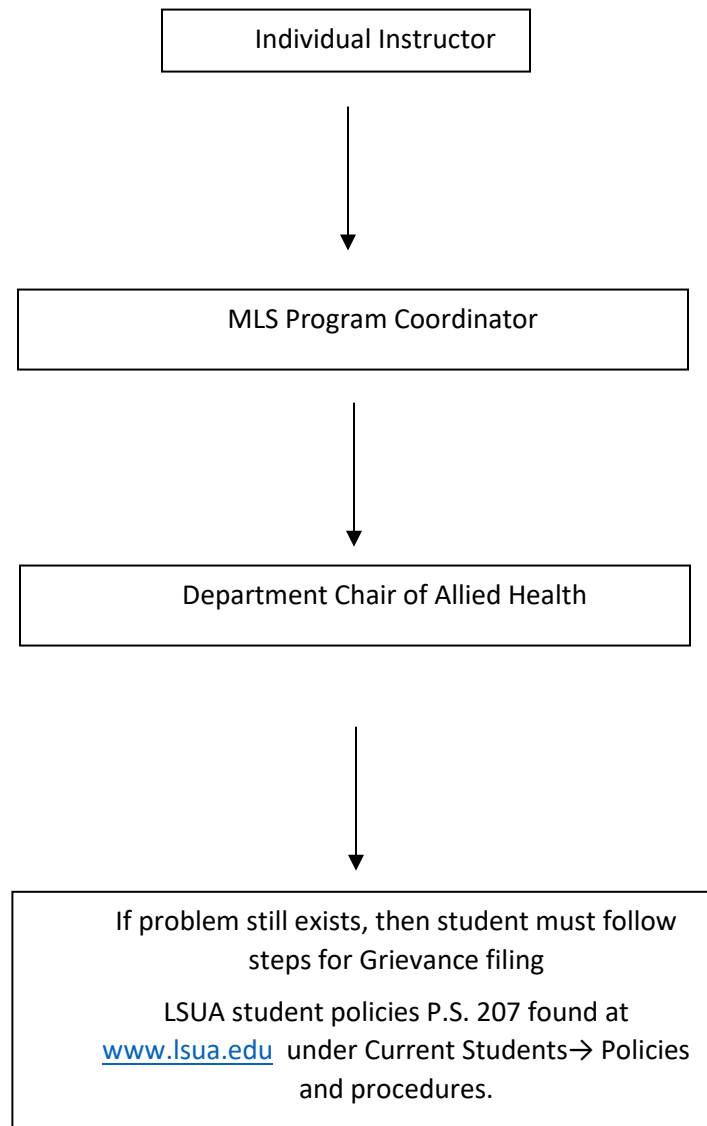 Individual Instructor
MLS Program Coordinator
Department Chair of Allied Health
If problem still exists, then student must follow
steps for Grievance filing
LSUA student policies P.S. 207 found at
www.lsua.edu under Current Students→ Policies
and procedures.